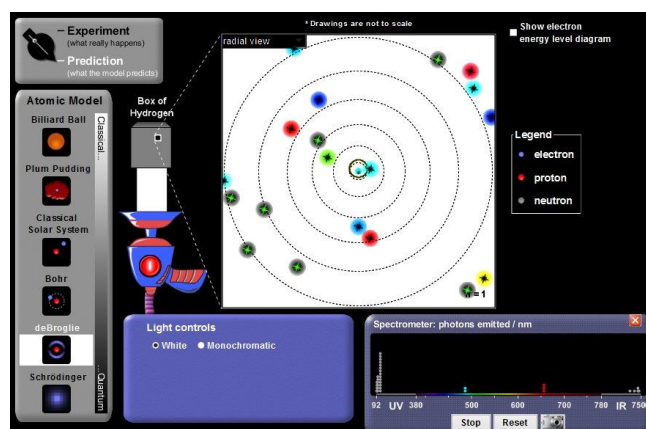 Experiment
(what really happens)
Prediction
(what the model predicts)
* Drawings are not to scale
Show electron
energy level diagram
radial view
Box of
Hydrogen
Atomic Model
Billiard Ball
Plum Pudding
Classical
Solar System
Bohr
deBroglie
Schrödinger
Classical...
...Quantum
Legend
electron
proton
neutron
n = 1
Light controls
White
Monochromatic
Spectrometer: photons emitted / nm
92 UV 380 500 600 700 780 IR 7500
Stop
Reset